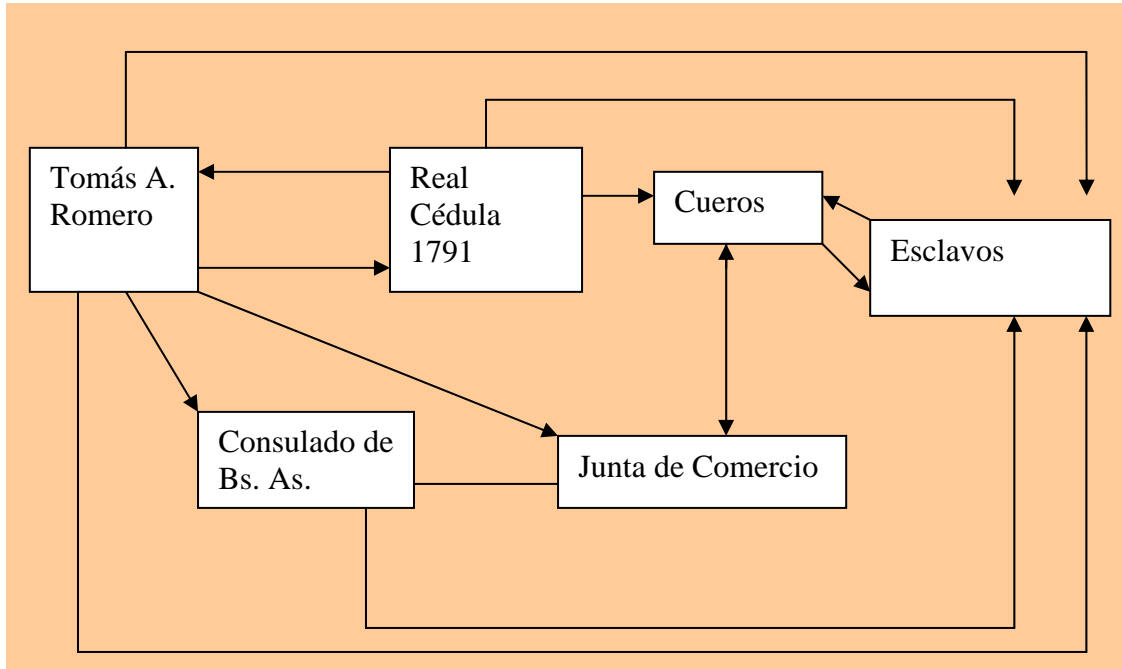 Tomás A.
Romero
Real
Cédula
1791
Cueros
Esclavos
Consulado de
Bs. As.
Junta de Comercio